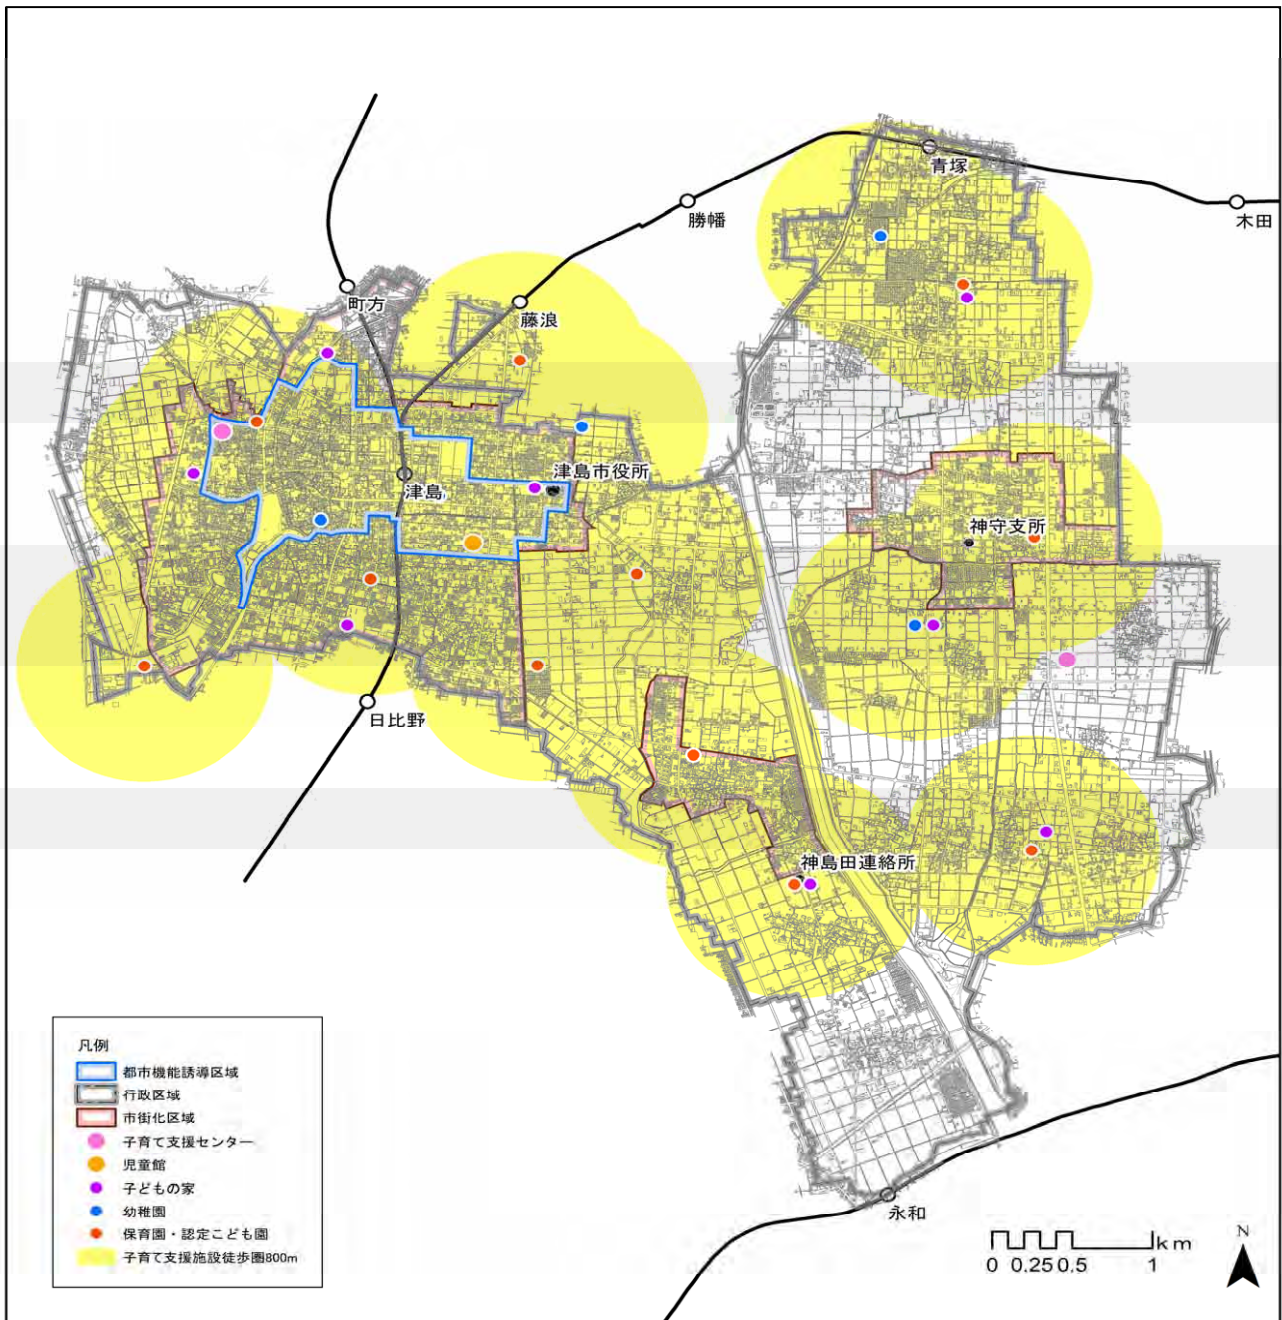 青塚
勝幡
木田
町方
藤浪
津島市役所
津島
神守支所
日比野
神島田連絡所
永和
凡例
都市機能誘導区域
行政区域
市街化区域
子育て支援センター
児童館
子どもの家
幼稚園
保育園・認定こども園
子育て支援施設徒歩圏800m
km
0 0.25 0.5 1
N